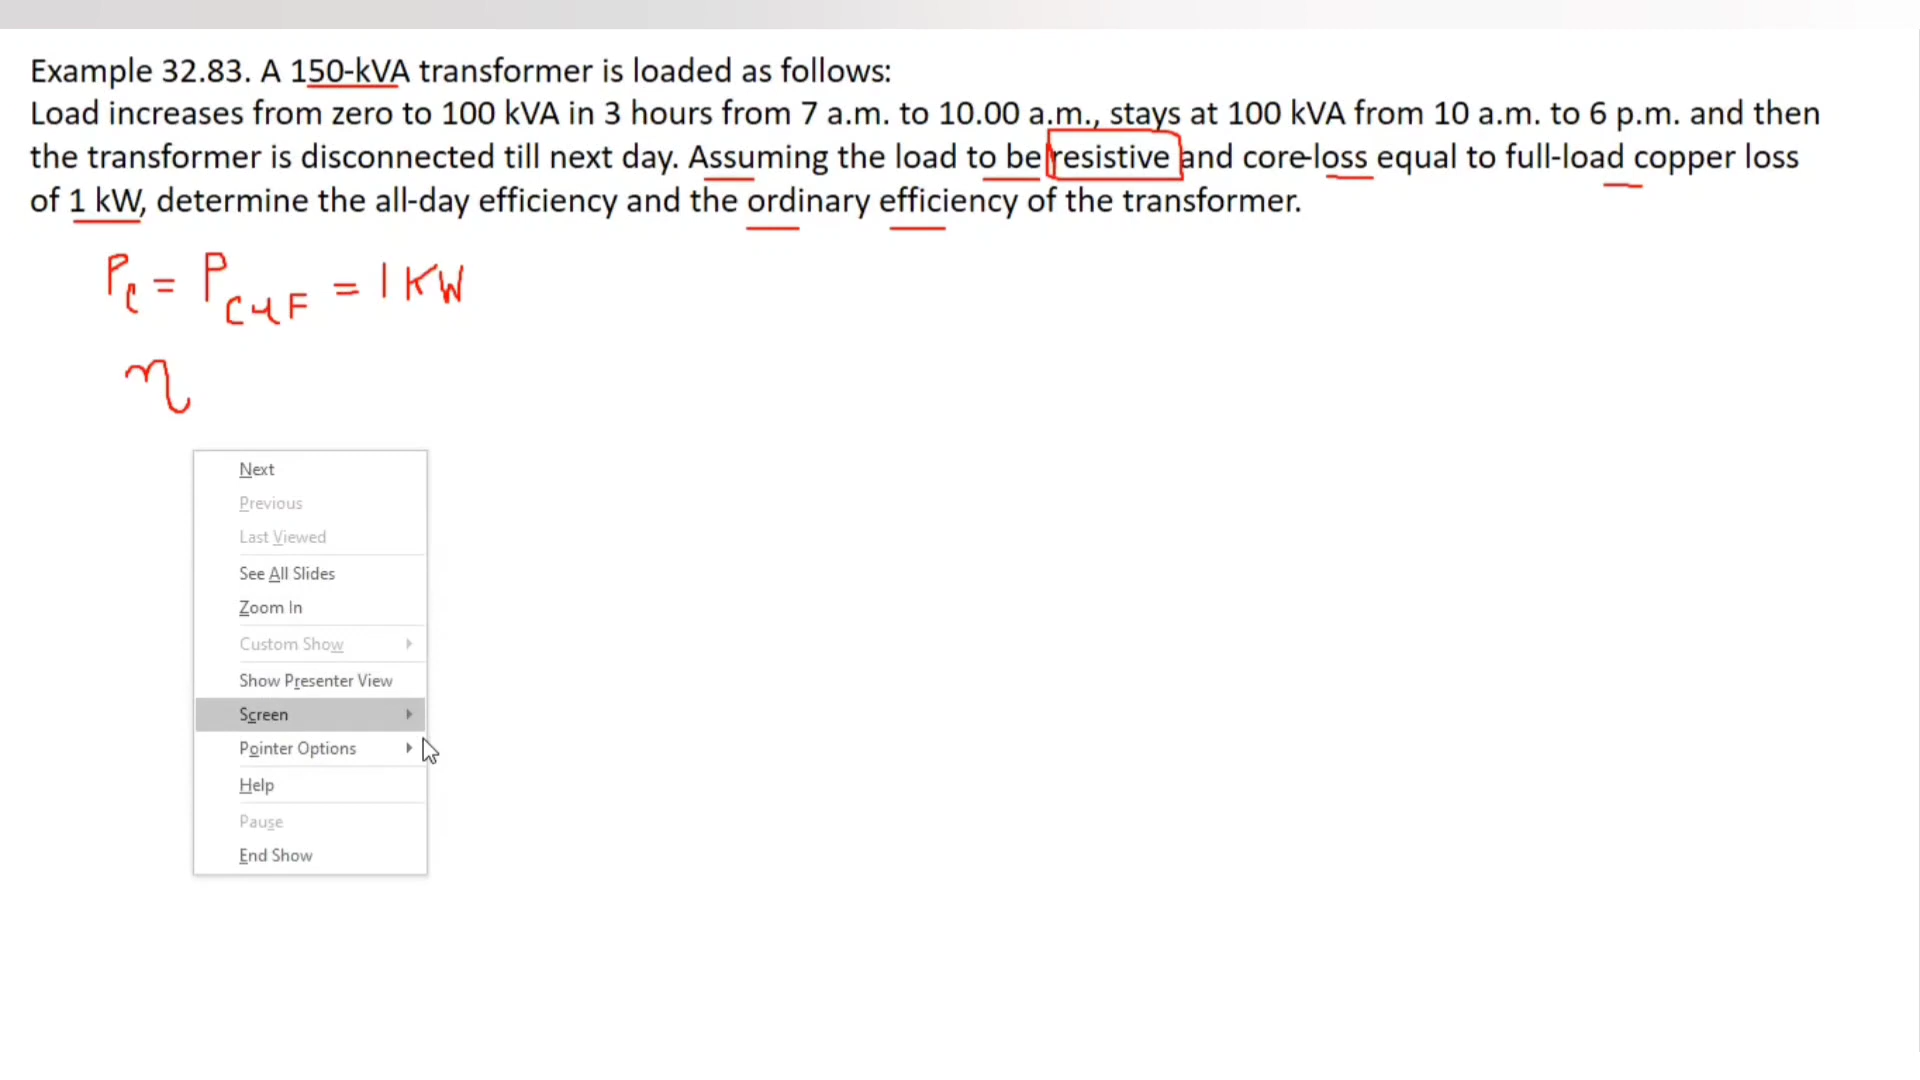 Example 32.83. A 150-kVA transformer is loaded as follows:
Load increases from zero to 100 kVA in 3 hours from 7 a.m. to 10.00 a.m., stays at 100 kVA from 10 a.m. to 6 p.m. and then
the transformer is disconnected till next day. Assuming the load to be resistive and core-loss equal to full-load copper loss
of 1 kW, determine the all-day efficiency and the ordinary efficiency of the transformer.
Pc = PCuF = 1 KW
η
Next
Previous
Last Viewed
See All Slides
Zoom In
Custom Show
Show Presenter View
Screen
Pointer Options
Help
Pause
End Show